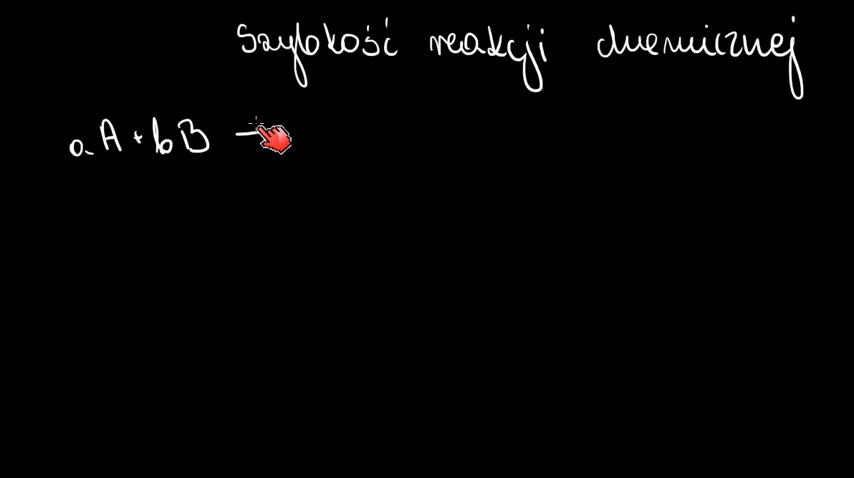 Szybkość reakcji chemicznej
aA + bB →